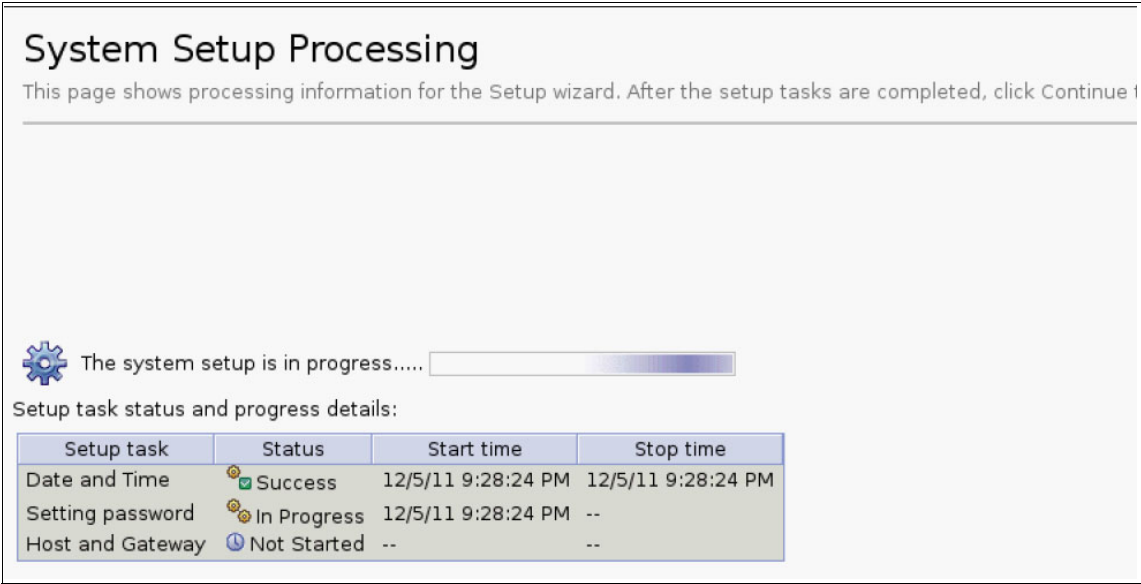 System Setup Processing
This page shows processing information for the Setup wizard. After the setup tasks are completed, click Continue
The system setup is in progress.....
Setup task status and progress details:
Setup task Status Start time Stop time
Date and Time Success 12/5/11 9:28:24 PM 12/5/11 9:28:24 PM
Setting password In Progress 12/5/11 9:28:24 PM --
Host and Gateway Not Started -- --